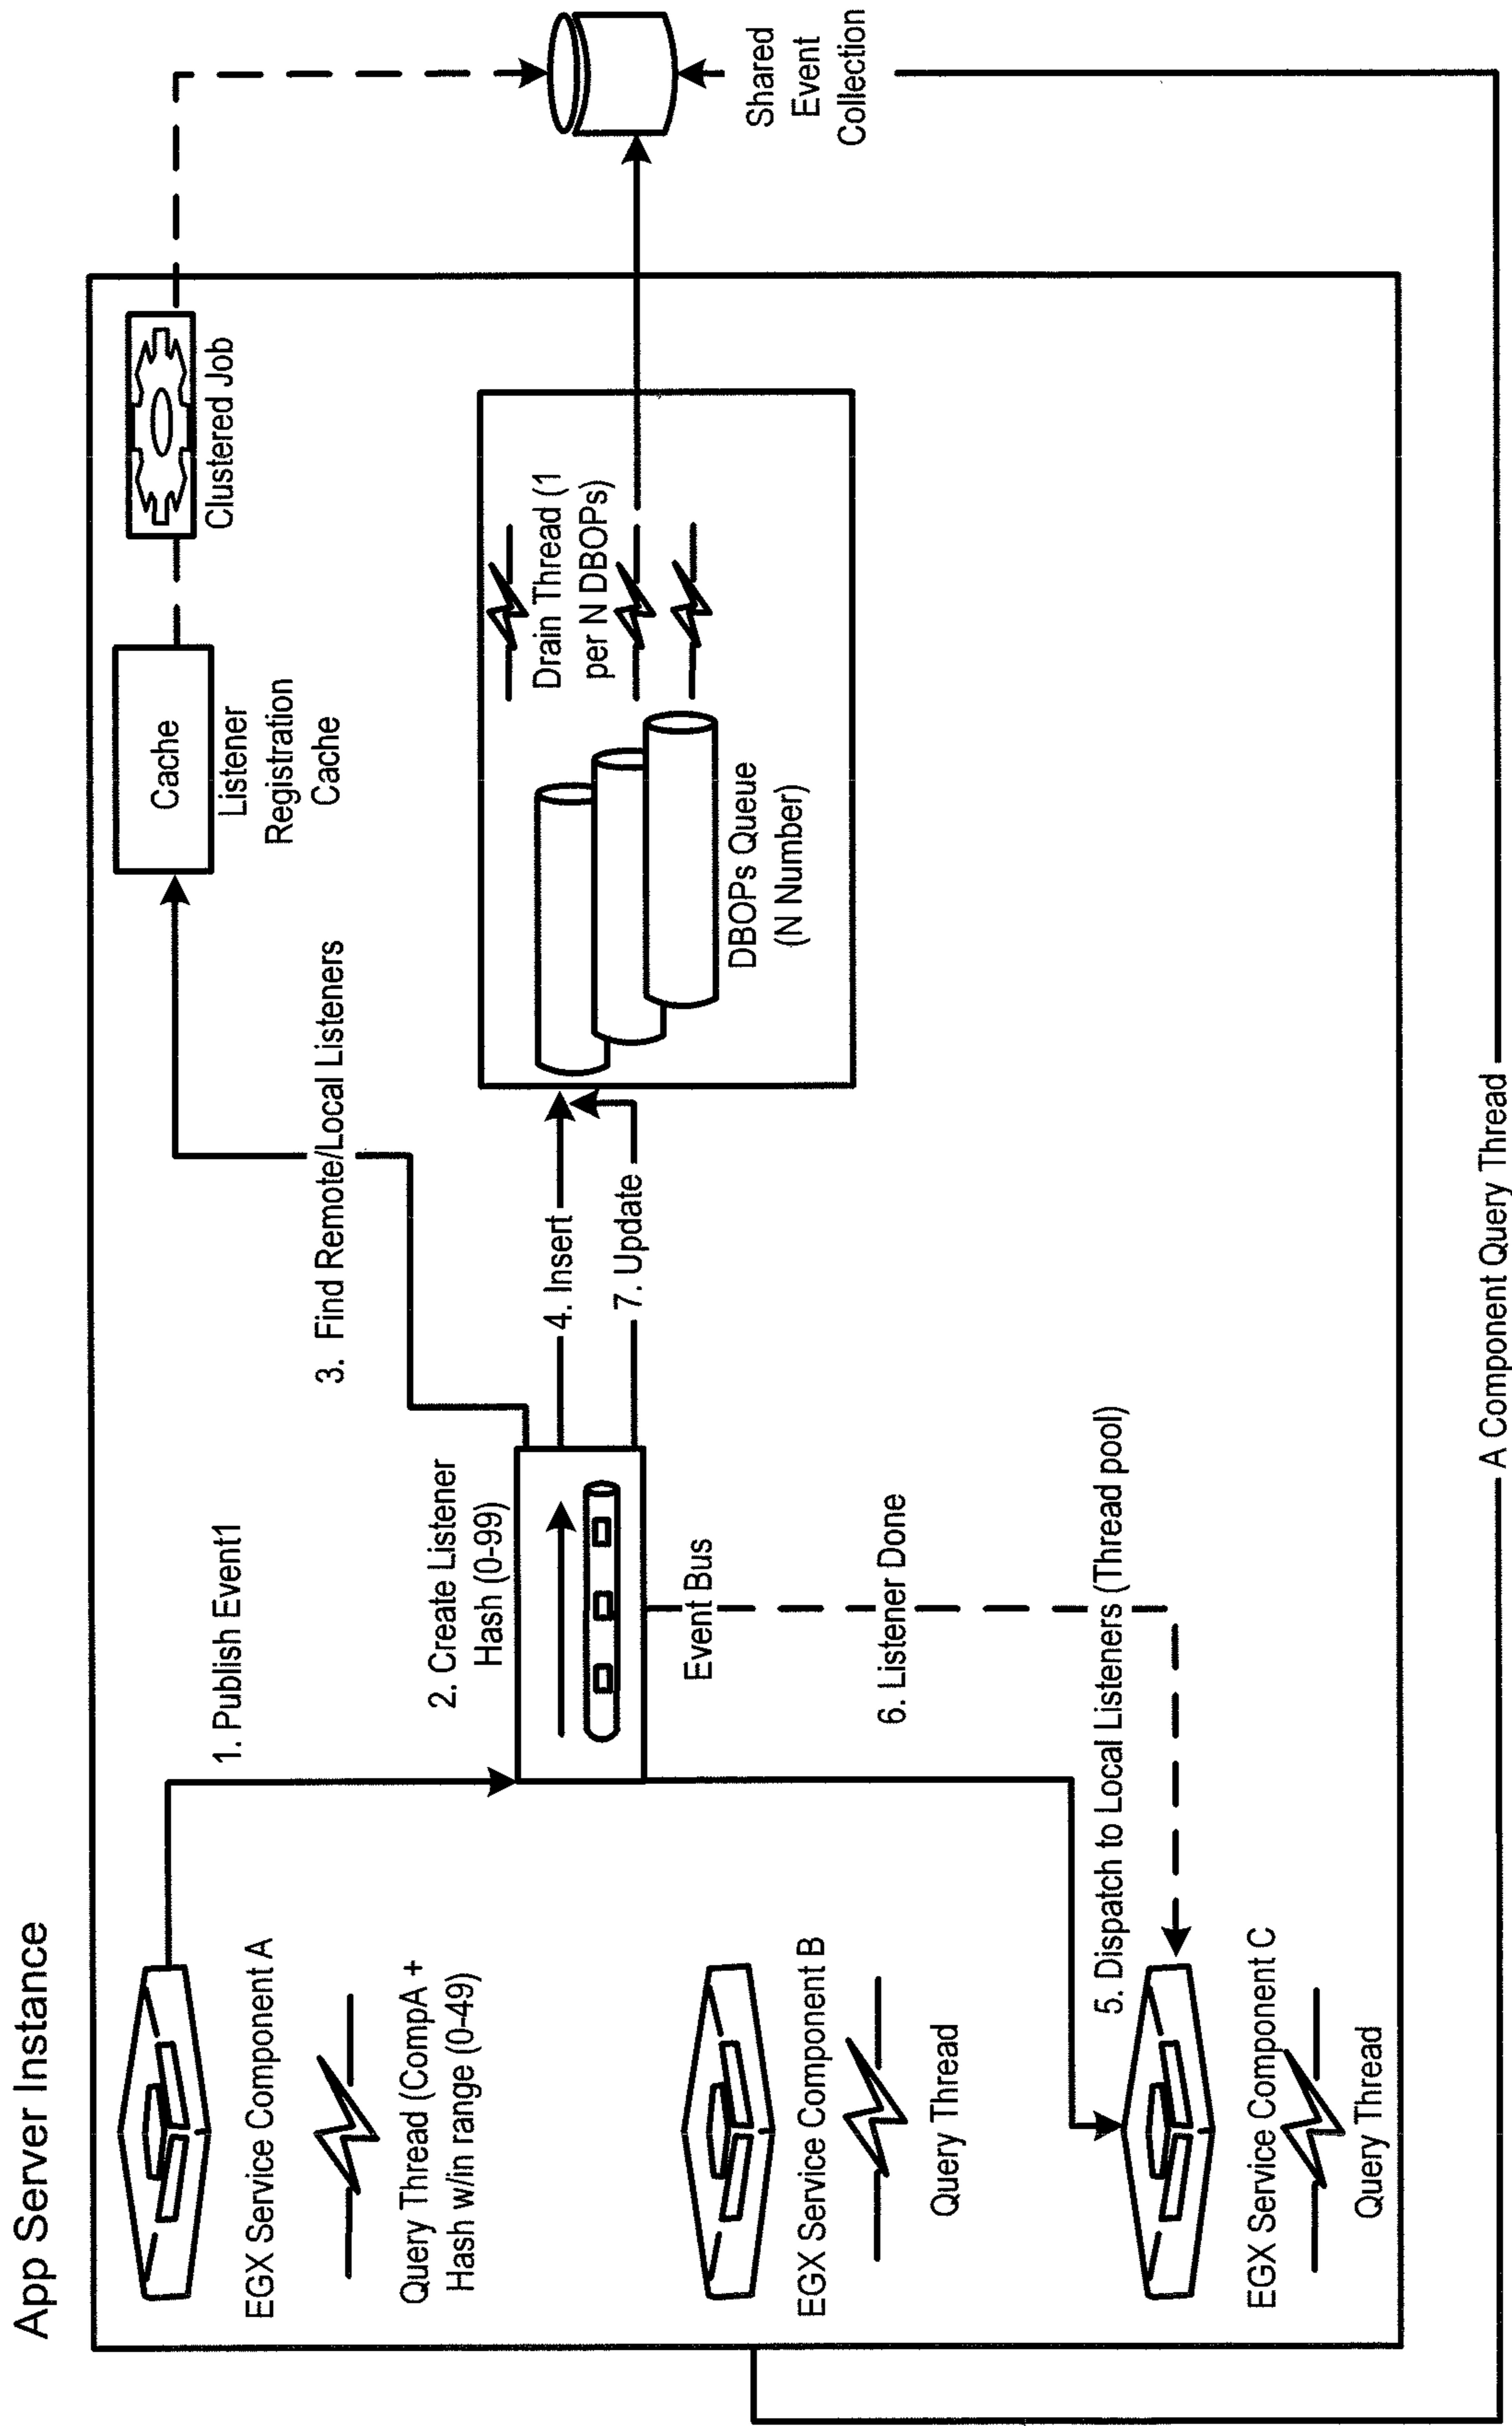 App Server Instance
EGX Service Component A
Query Thread (CompA +
Hash w/in range (0-49)
EGX Service Component B
Query Thread
EGX Service Component C
Query Thread
1. Publish Event1
2. Create Listener
Hash (0-99)
Event Bus
6. Listener Done
5. Dispatch to Local Listeners (Thread pool)
3. Find Remote/Local Listeners
4. Insert
7. Update
Cache
Listener
Registration
Cache
Clustered Job
Drain Thread (1
per N DBOPs)
DBOPs Queue
(N Number)
Shared
Event
Collection
A Component Query Thread